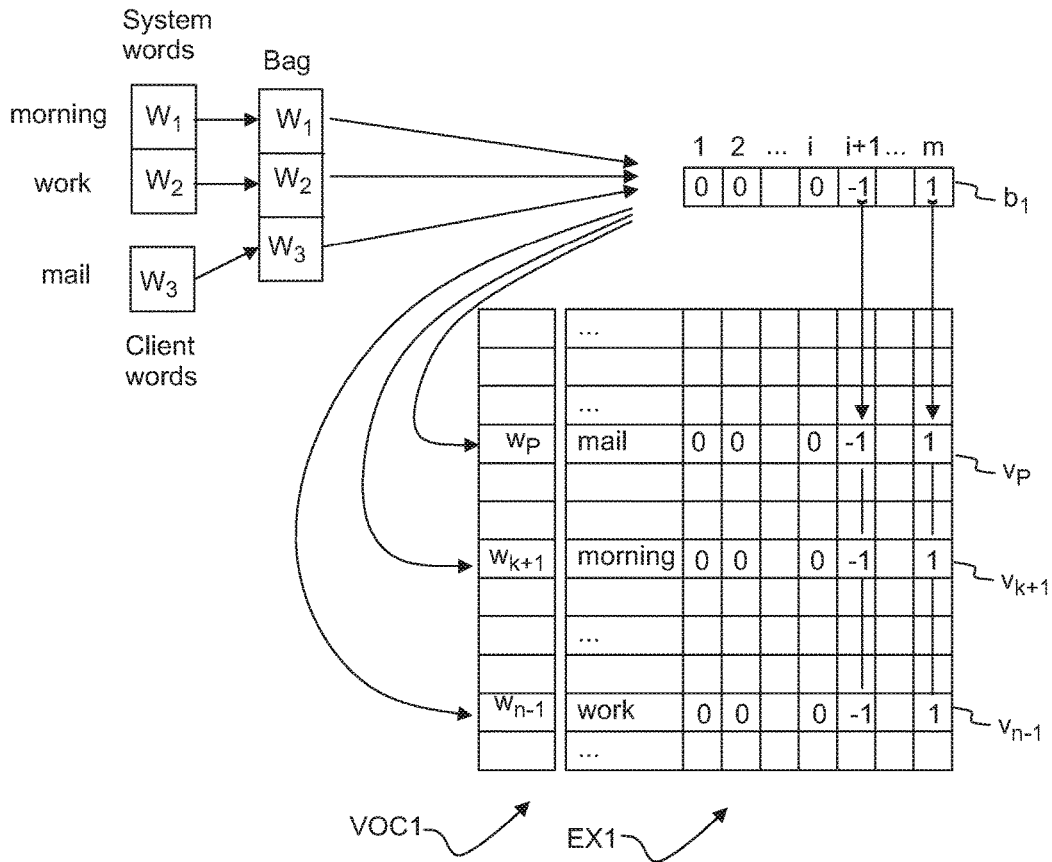 System
words
Bag
morning W1 W1
work W2 W2
mail W3 W3
Client
words
1 2 ... i i+1 ... m
0 0 0 -1 1 b1
...
...
wP mail 0 0 0 -1 1 vP
wk+1 morning 0 0 0 -1 1 vk+1
...
wn-1 work 0 0 0 -1 1 vn-1
...
VOC1 EX1